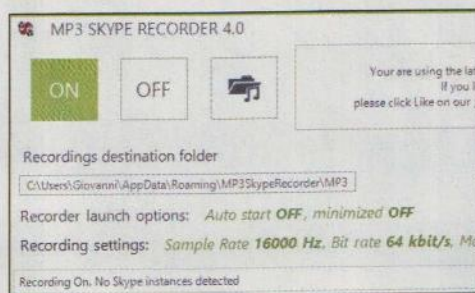 MP3 SKYPE RECORDER 4.0
ON OFF
Your are using the lat
If you l
please click Like on our
Recordings destination folder
C:\Users\Giovanni\AppData\Roaming\MP3SkypeRecorder\MP3
Recorder launch options: Auto start OFF, minimized OFF
Recording settings: Sample Rate 16000 Hz, Bit rate 64 kbit/s, Mo
Recording On. No Skype instances detected